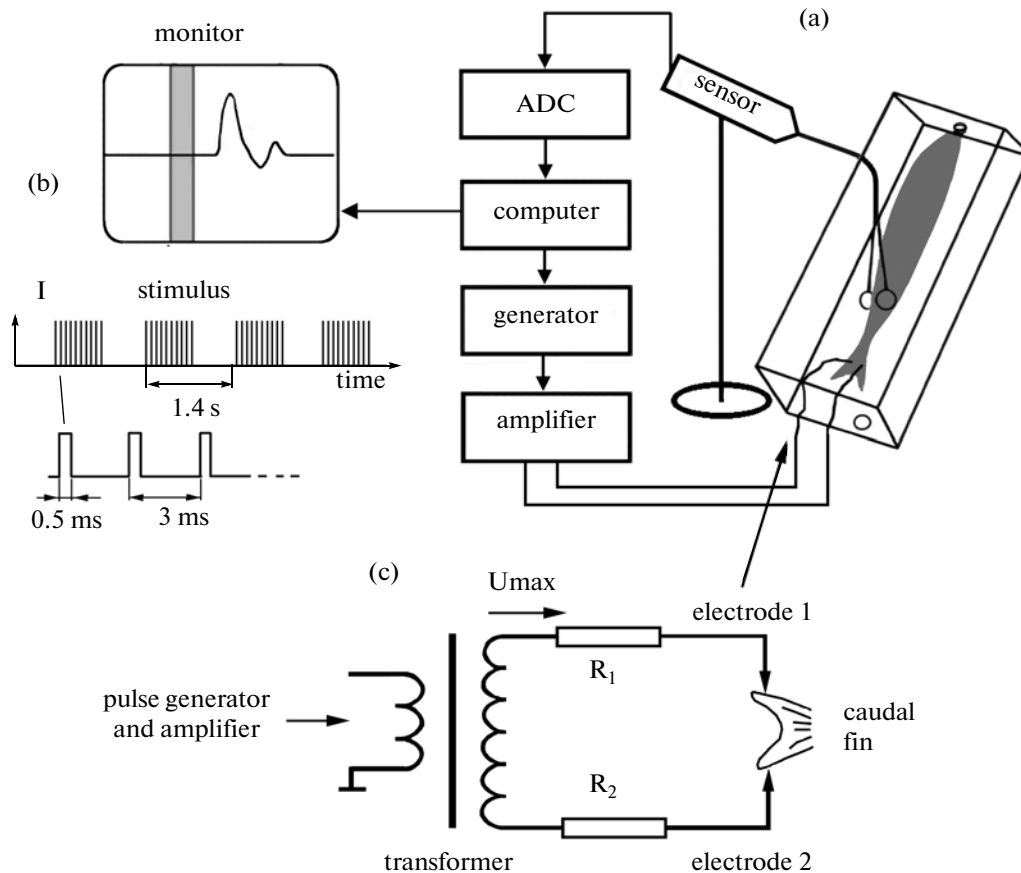 (a)
monitor
ADC
sensor
(b)
computer
I
stimulus
generator
time
1.4 s
amplifier
0.5 ms
3 ms
(c)
Umax
electrode 1
R₁
pulse generator
and amplifier
caudal
fin
R₂
transformer
electrode 2